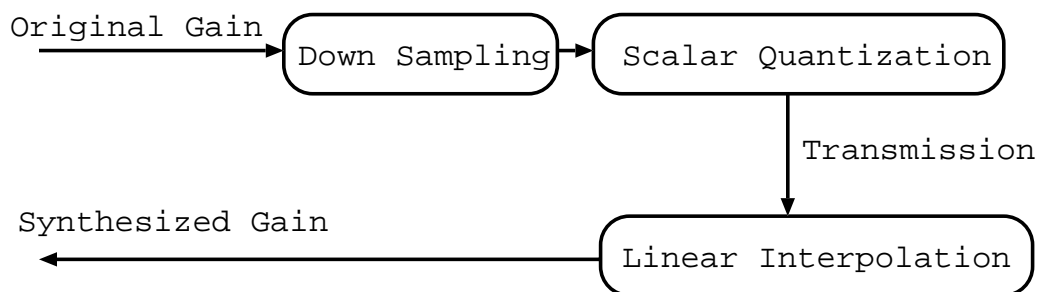 Original Gain
Down Sampling
Scalar Quantization
Transmission
Synthesized Gain
Linear Interpolation